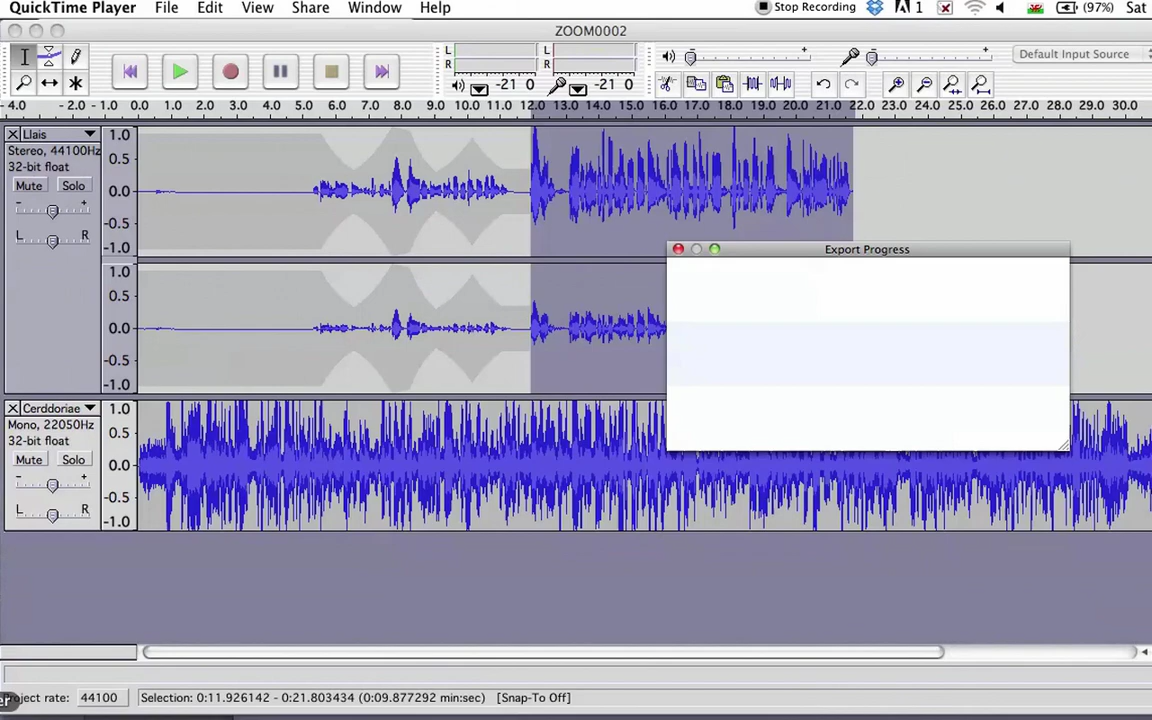 QuickTime Player File Edit View Share Window Help Stop Recording 1 (97%) Sat
ZOOM0002
L
R
-21 0
L
R
-21 0
Default Input Source
-4.0 -2.0 -1.0 0.0 1.0 2.0 3.0 4.0 5.0 6.0 7.0 8.0 9.0 10.0 11.0 12.0 13.0 14.0 15.0 16.0 17.0 18.0 19.0 20.0 21.0 22.0 23.0 24.0 25.0 26.0 27.0 28.0 29.0 30.0
Llais
Stereo, 44100Hz
32-bit float
Mute Solo
- +
L R
1.0
0.5
0.0
-0.5
-1.0
1.0
0.5
0.0
-0.5
-1.0
Export Progress
Cerddoriae
Mono, 22050Hz
32-bit float
Mute Solo
- +
L R
1.0
0.5
0.0
-0.5
-1.0
Project rate: 44100 Selection: 0:11.926142 - 0:21.803434 (0:09.877292 min:sec) [Snap-To Off]